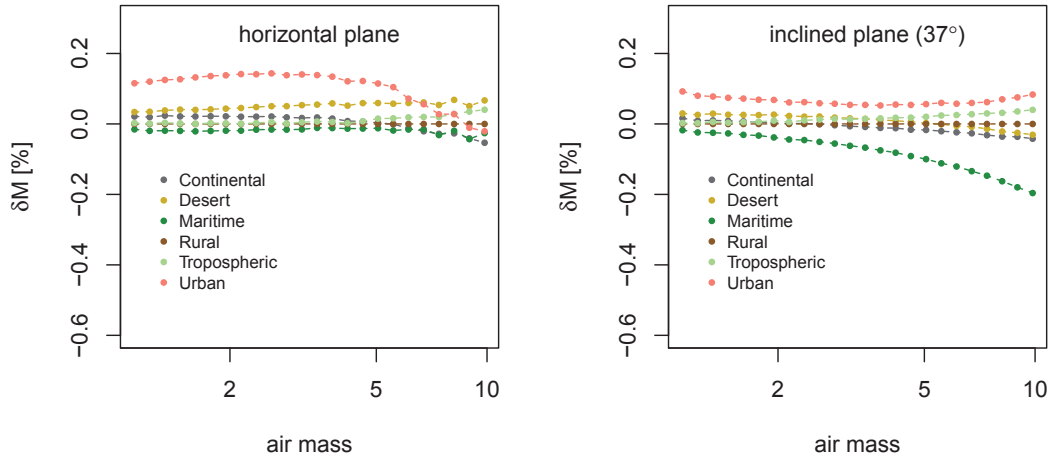 horizontal plane
δM [%]
0.2
0.0
−0.2
−0.4
−0.6
Continental
Desert
Maritime
Rural
Tropospheric
Urban
2
5
10
air mass
inclined plane (37°)
δM [%]
0.2
0.0
−0.2
−0.4
−0.6
Continental
Desert
Maritime
Rural
Tropospheric
Urban
2
5
10
air mass